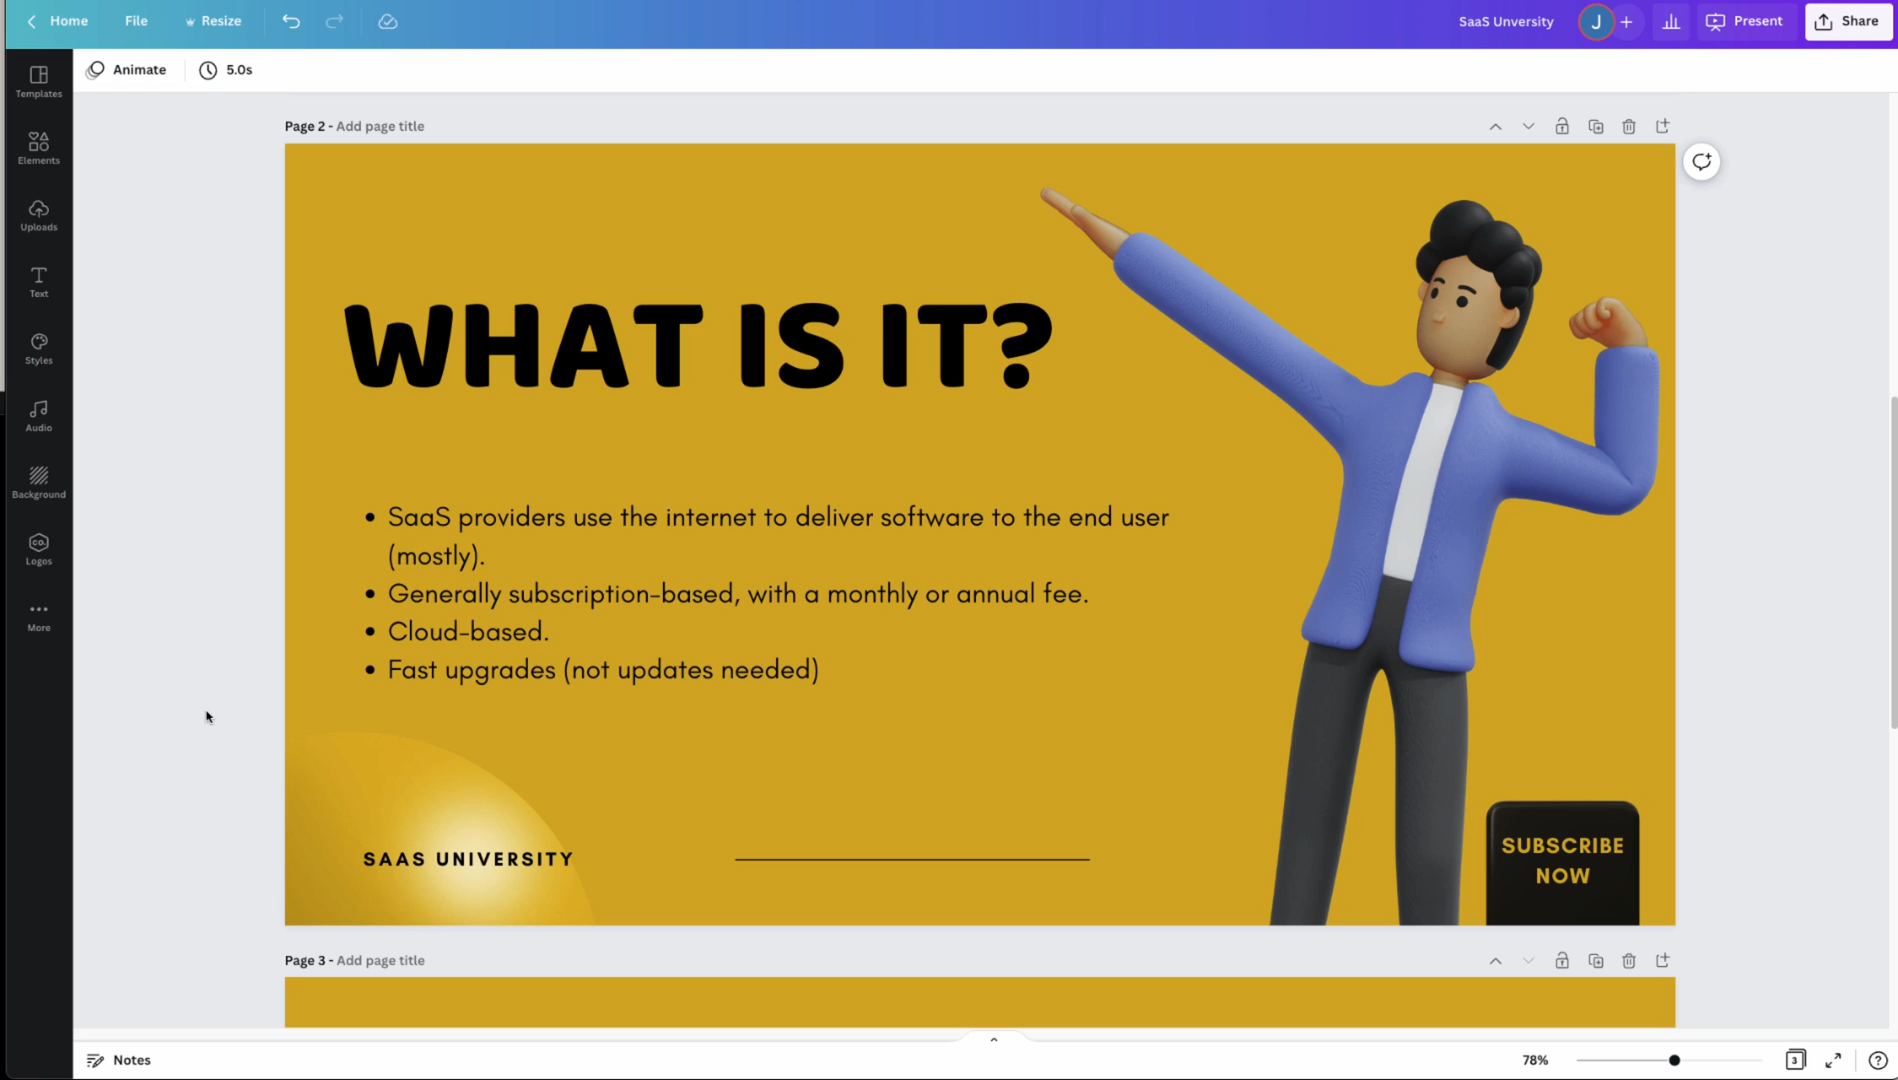 Home File Resize SaaS Unversity J + Present Share
Animate 5.0s
Templates
Elements
Uploads
Text
Styles
Audio
Background
co.
Logos
More
Page 2 - Add page title
WHAT IS IT?
• SaaS providers use the internet to deliver software to the end user
(mostly).
• Generally subscription-based, with a monthly or annual fee.
• Cloud-based.
• Fast upgrades (not updates needed)
SAAS UNIVERSITY
SUBSCRIBE
NOW
Page 3 - Add page title
Notes 78% 3 ?